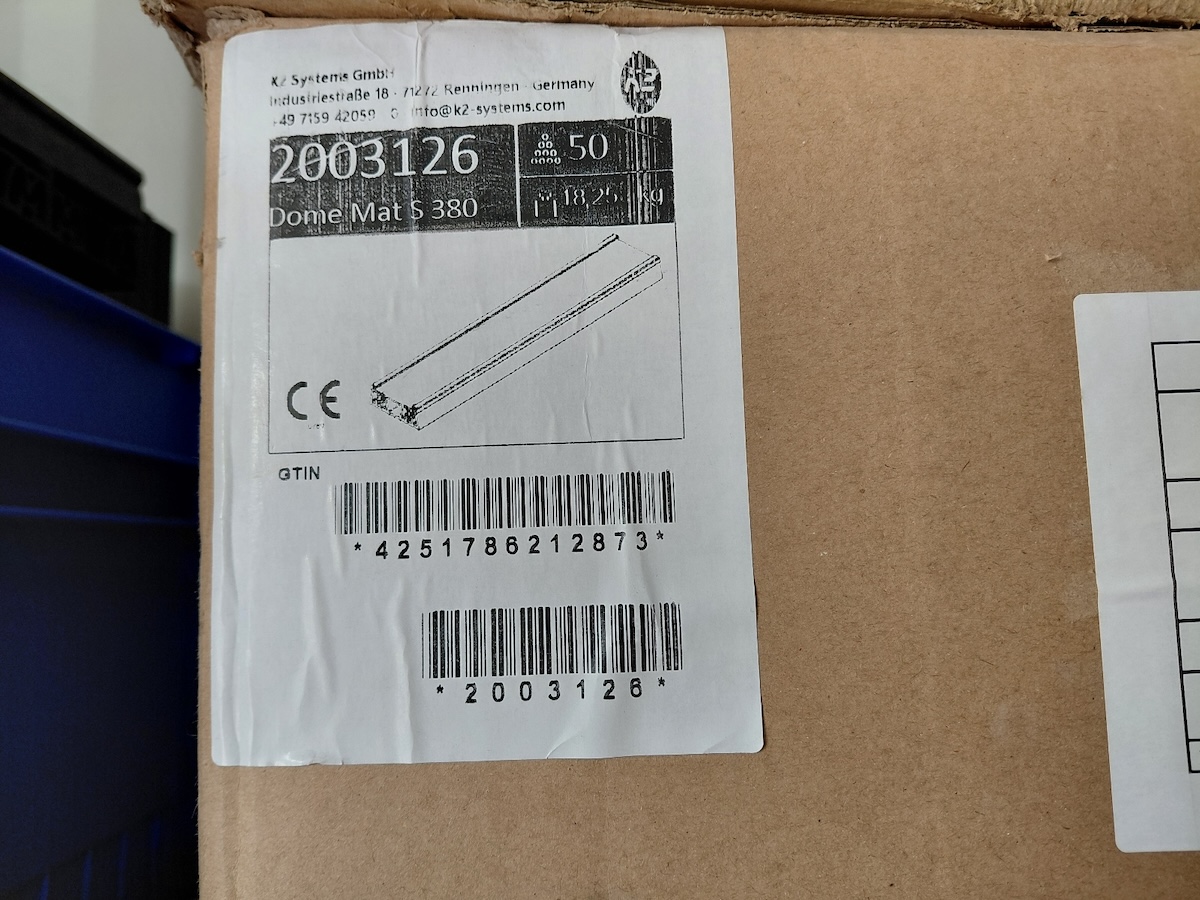 K2 Systems GmbH
Industriestraße 18 · 71272 Renningen · Germany
+49 7159 42059 0 info@k2-systems.com
K2
2003126
50
Dome Mat S 380
18,25 kg
CE
GTIN
*4251786212873*
*2003126*